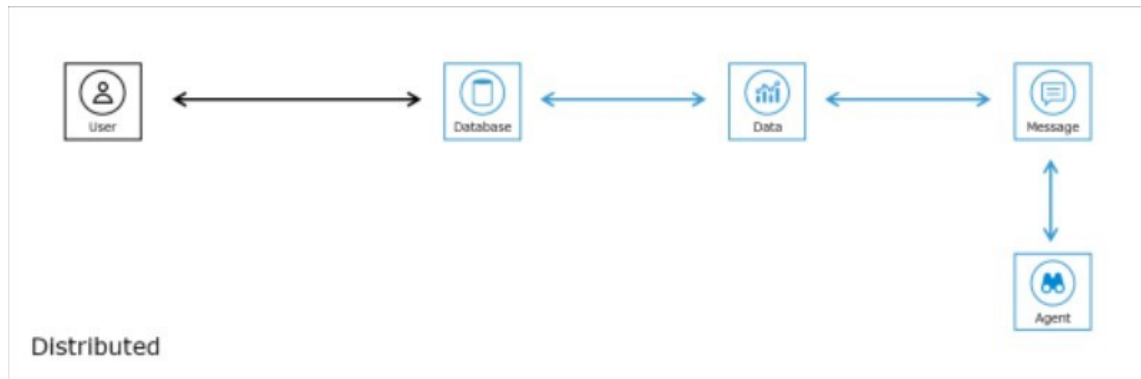 User
Database
Data
Message
Agent
Distributed